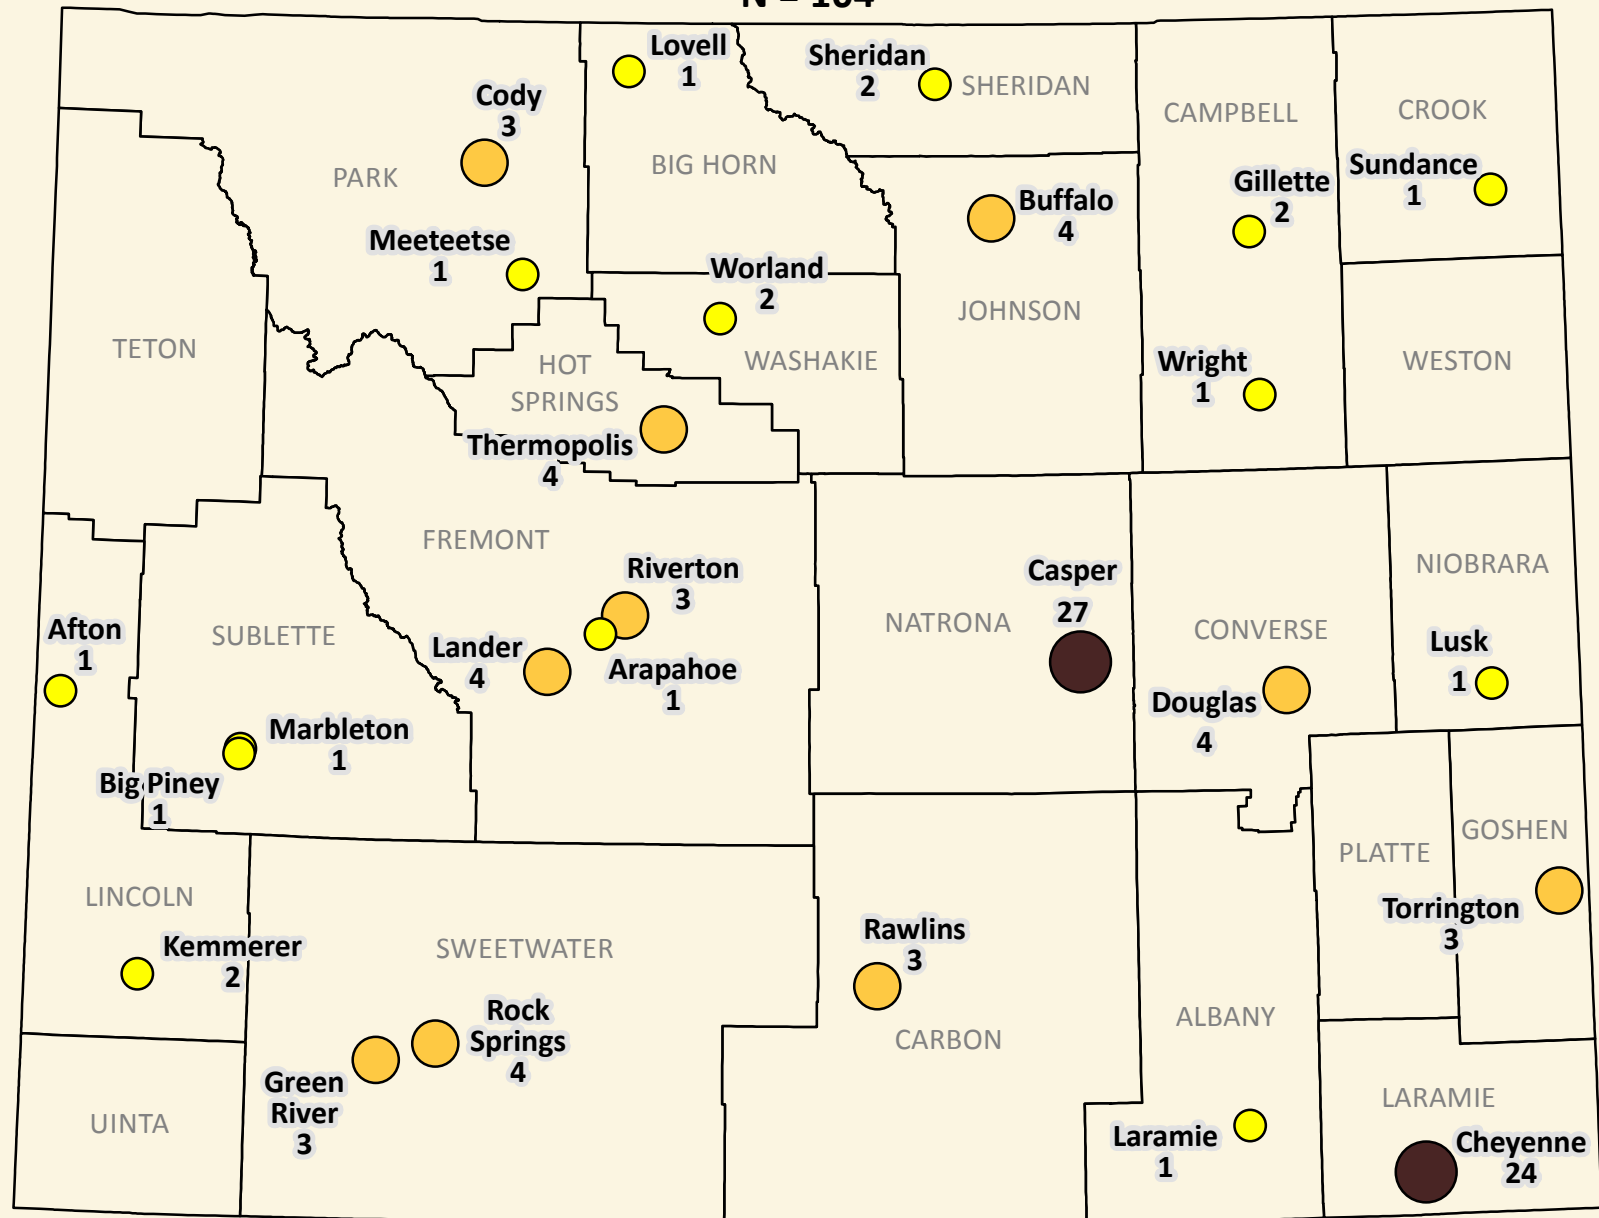 N = 104
Lovell
1
Sheridan
2
SHERIDAN
Cody
3
CAMPBELL
CROOK
PARK
BIG HORN
Sundance
1
Gillette
2
Buffalo
4
Meeteetse
1
Worland
2
JOHNSON
TETON
HOT
SPRINGS
WASHAKIE
Wright
1
WESTON
Thermopolis
4
FREMONT
Riverton
3
Casper
27
NIOBRARA
Afton
1
SUBLETTE
Lander
4
Arapahoe
1
NATRONA
CONVERSE
Lusk
1
Douglas
4
Marbleton
1
Big Piney
1
GOSHEN
PLATTE
LINCOLN
Torrington
3
Kemmerer
2
SWEETWATER
Rawlins
3
Rock
Springs
4
ALBANY
CARBON
Green
River
3
UINTA
LARAMIE
Laramie
1
Cheyenne
24